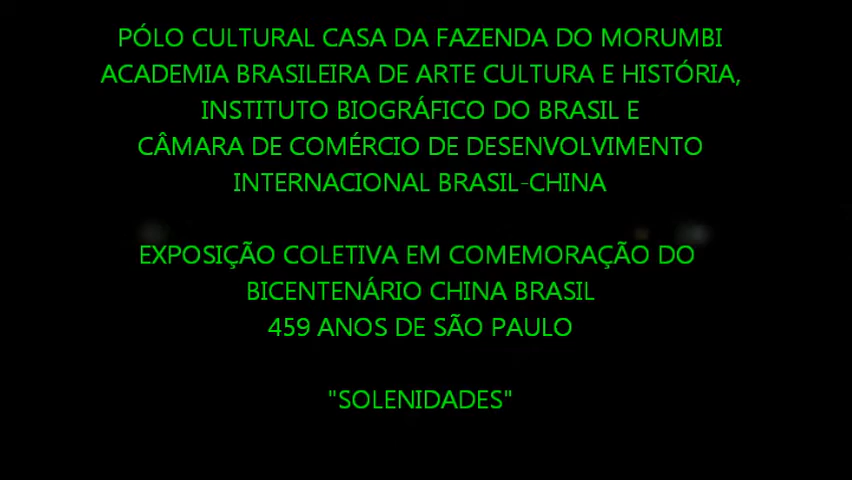 PÓLO CULTURAL CASA DA FAZENDA DO MORUMBI
ACADEMIA BRASILEIRA DE ARTE CULTURA E HISTÓRIA,
INSTITUTO BIOGRÁFICO DO BRASIL E
CÂMARA DE COMÉRCIO DE DESENVOLVIMENTO
INTERNACIONAL BRASIL-CHINA
EXPOSIÇÃO COLETIVA EM COMEMORAÇÃO DO
BICENTENÁRIO CHINA BRASIL
459 ANOS DE SÃO PAULO
"SOLENIDADES"